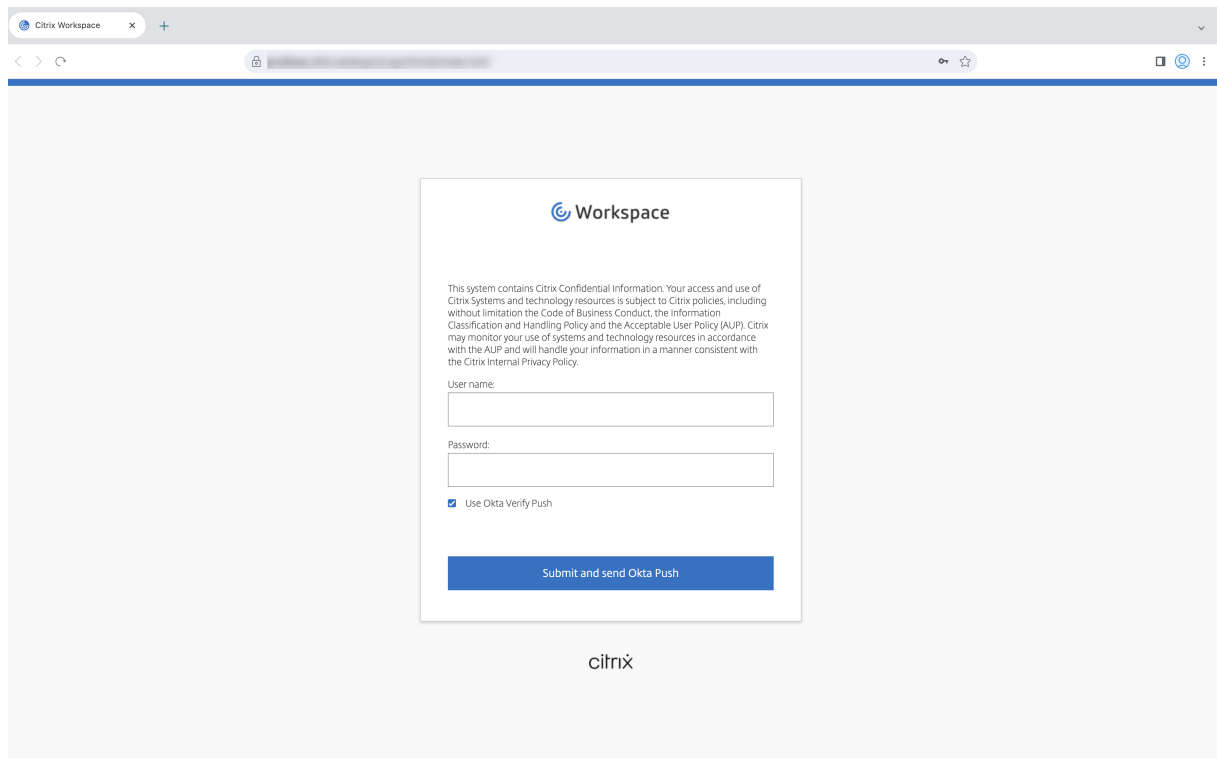 Citrix Workspace
Workspace
This system contains Citrix Confidential Information. Your access and use of
Citrix Systems and technology resources is subject to Citrix policies, including
without limitation the Code of Business Conduct, the Information
Classification and Handling Policy and the Acceptable User Policy (AUP). Citrix
may monitor your use of systems and technology resources in accordance
with the AUP and will handle your information in a manner consistent with
the Citrix Internal Privacy Policy.
User name:
Password:
Use Okta Verify Push
Submit and send Okta Push
citrix